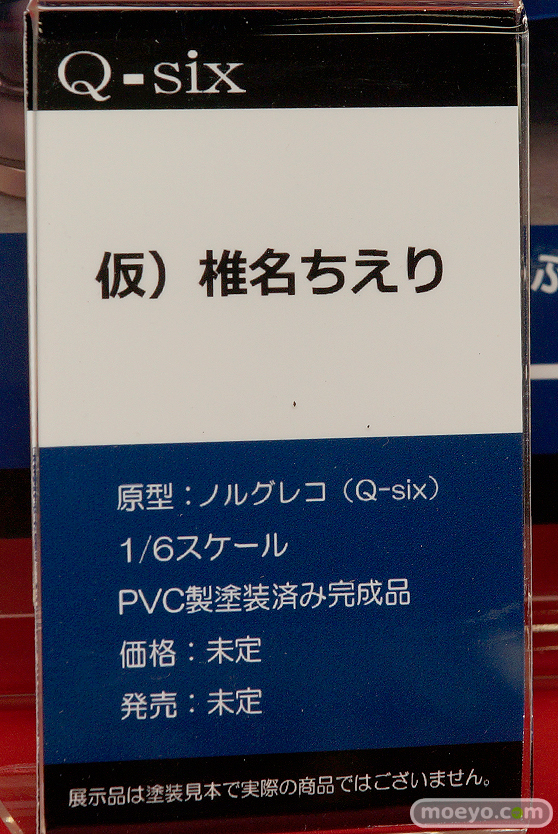 Q-six
仮）椎名ちえり
原型：ノルグレコ（Q-six）
1/6スケール
PVC製塗装済み完成品
価格：未定
発売：未定
展示品は塗装見本で実際の商品ではございません。
moeyo.com